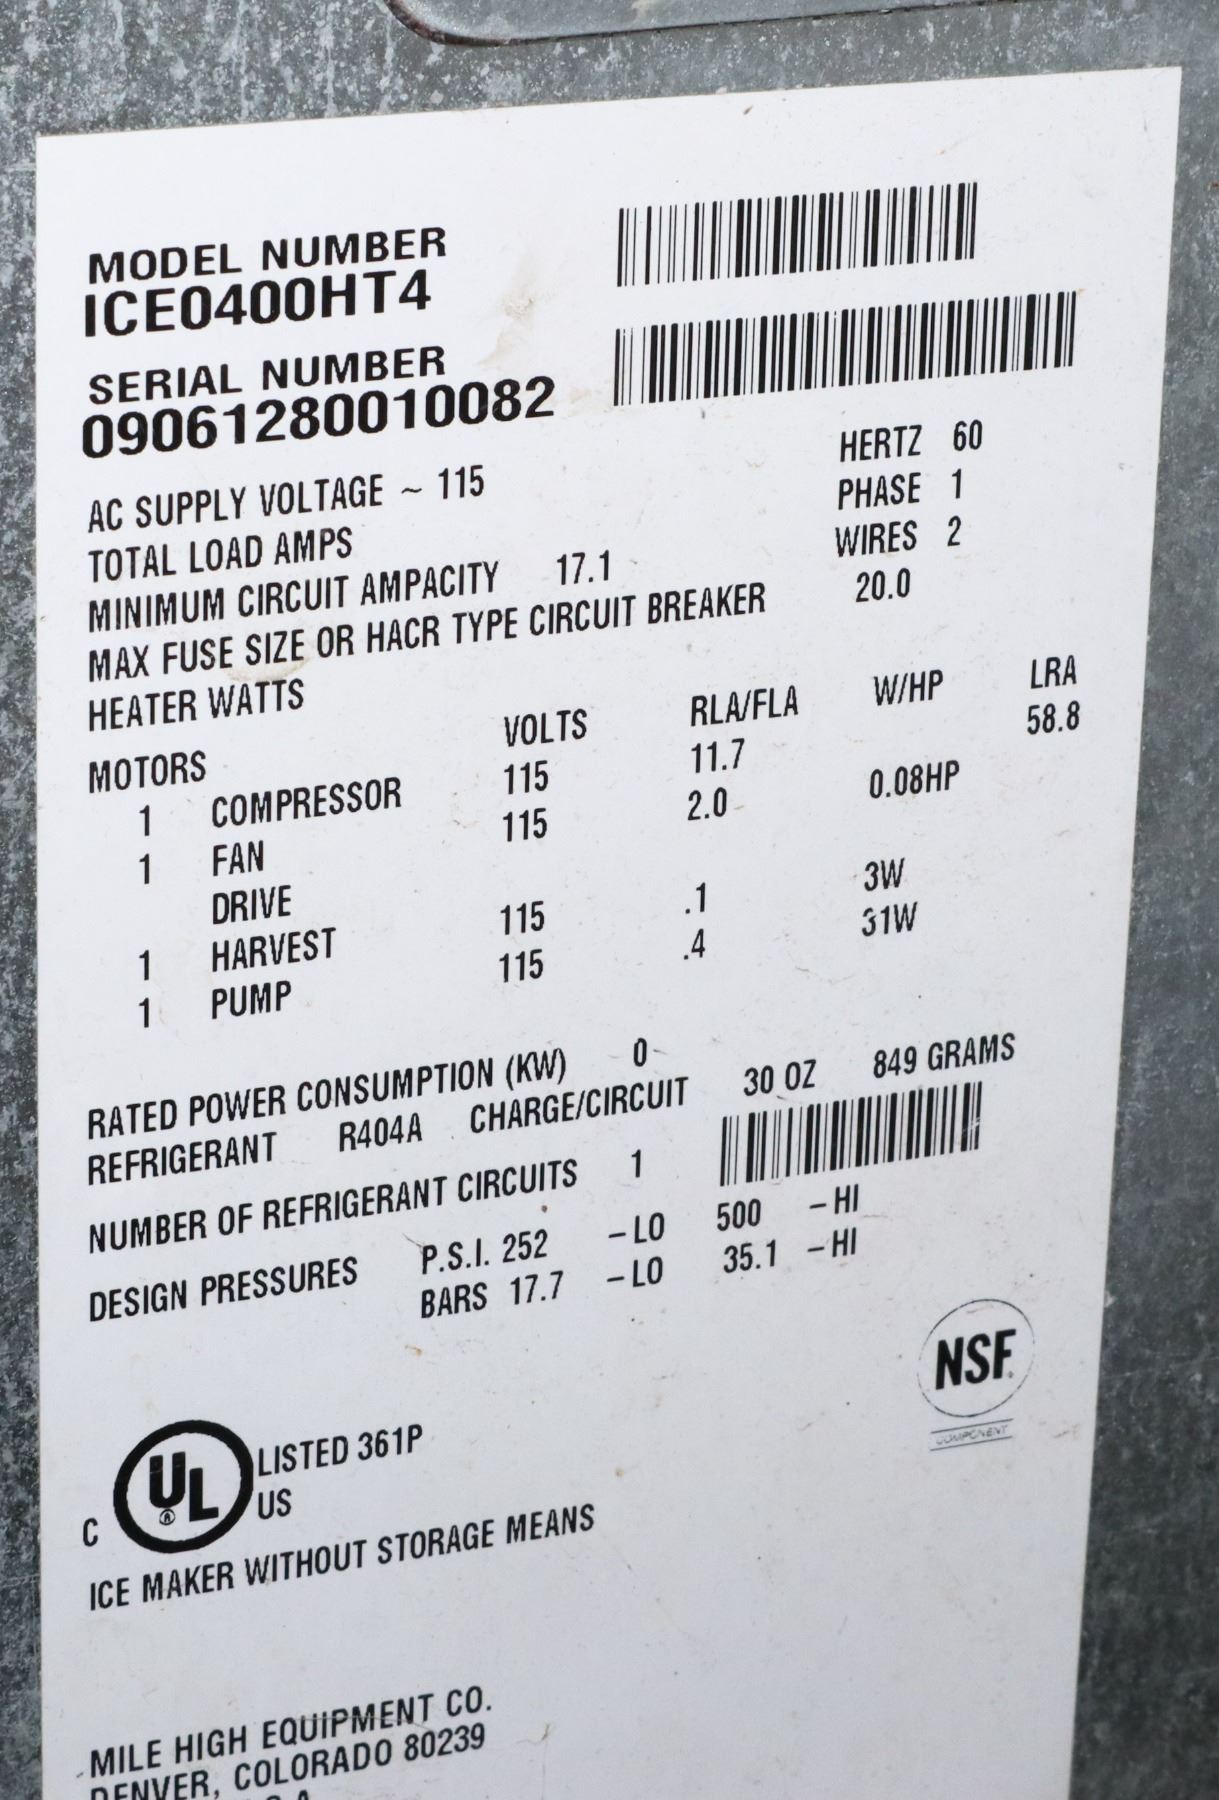 MODEL NUMBER
ICE0400HT4
SERIAL NUMBER
09061280010082
AC SUPPLY VOLTAGE ~ 115 HERTZ 60
TOTAL LOAD AMPS PHASE 1
MINIMUM CIRCUIT AMPACITY 17.1 WIRES 2
MAX FUSE SIZE OR HACR TYPE CIRCUIT BREAKER 20.0
HEATER WATTS
MOTORS VOLTS RLA/FLA W/HP LRA
1 COMPRESSOR 115 11.7 58.8
1 FAN 115 2.0 0.08HP
DRIVE
1 HARVEST 115 .1 3W
1 PUMP 115 .4 31W
RATED POWER CONSUMPTION (KW) 0
REFRIGERANT R404A CHARGE/CIRCUIT 30 OZ 849 GRAMS
NUMBER OF REFRIGERANT CIRCUITS 1
DESIGN PRESSURES P.S.I. 252 -LO 500 -HI
BARS 17.7 -LO 35.1 -HI
NSF.
COMPONENT
C UL LISTED 361P
US
ICE MAKER WITHOUT STORAGE MEANS
MILE HIGH EQUIPMENT CO.
DENVER, COLORADO 80239